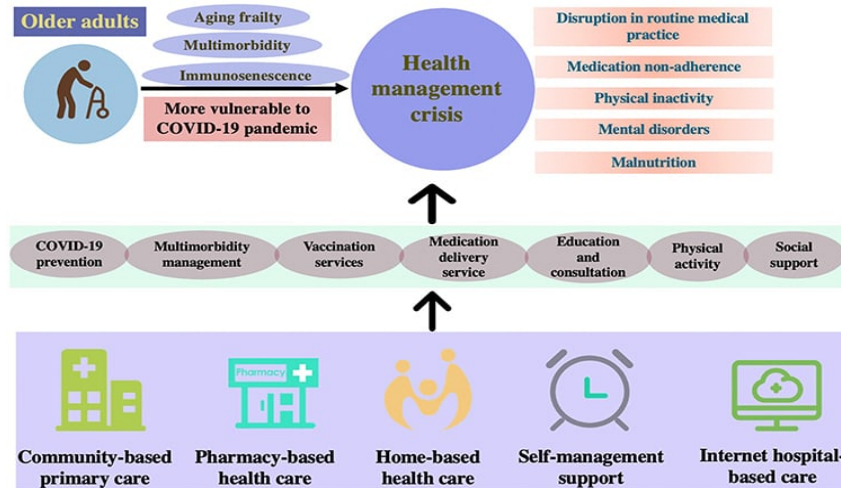 Older adults
Aging frailty
Multimorbidity
Immunosenescence
More vulnerable to
COVID-19 pandemic
Health
management
crisis
Disruption in routine medical
practice
Medication non-adherence
Physical inactivity
Mental disorders
Malnutrition
COVID-19
prevention
Multimorbidity
management
Vaccination
services
Medication
delivery
service
Education
and
consultation
Physical
activity
Social
support
Pharmacy
Community-based
primary care
Pharmacy-based
health care
Home-based
health care
Self-management
support
Internet hospital-
based care